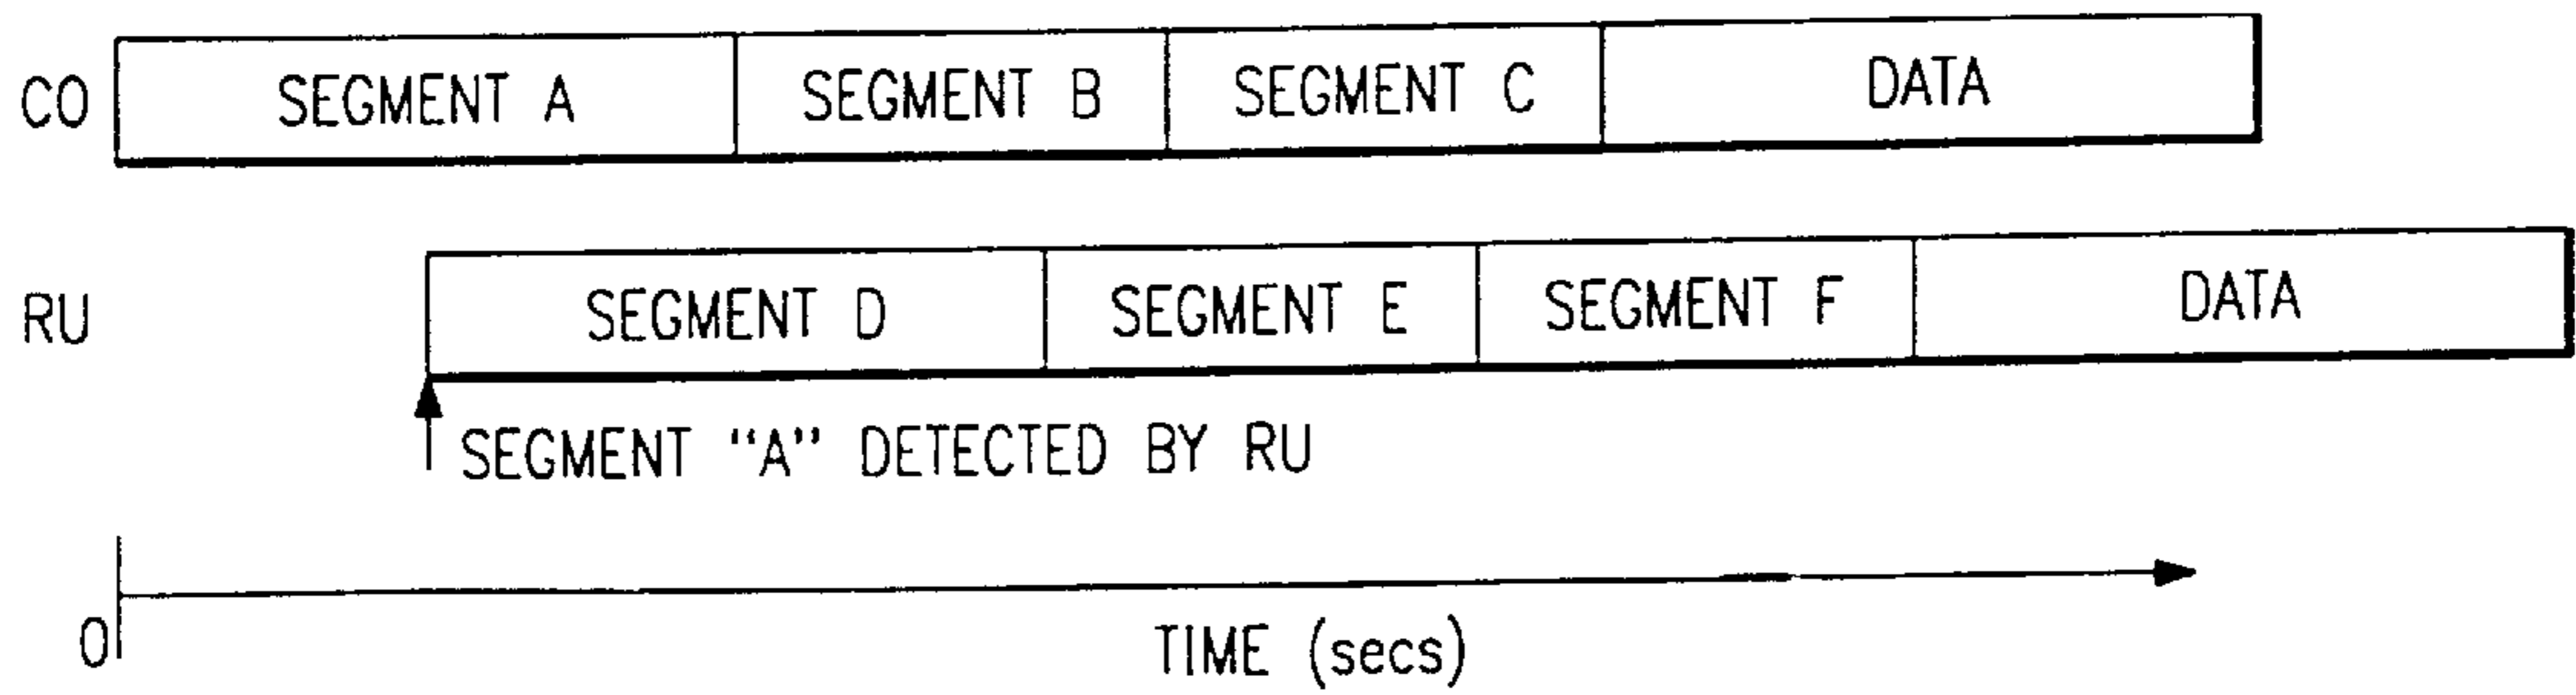 CO SEGMENT A SEGMENT B SEGMENT C DATA
RU SEGMENT D SEGMENT E SEGMENT F DATA
SEGMENT "A" DETECTED BY RU
0
TIME (secs)